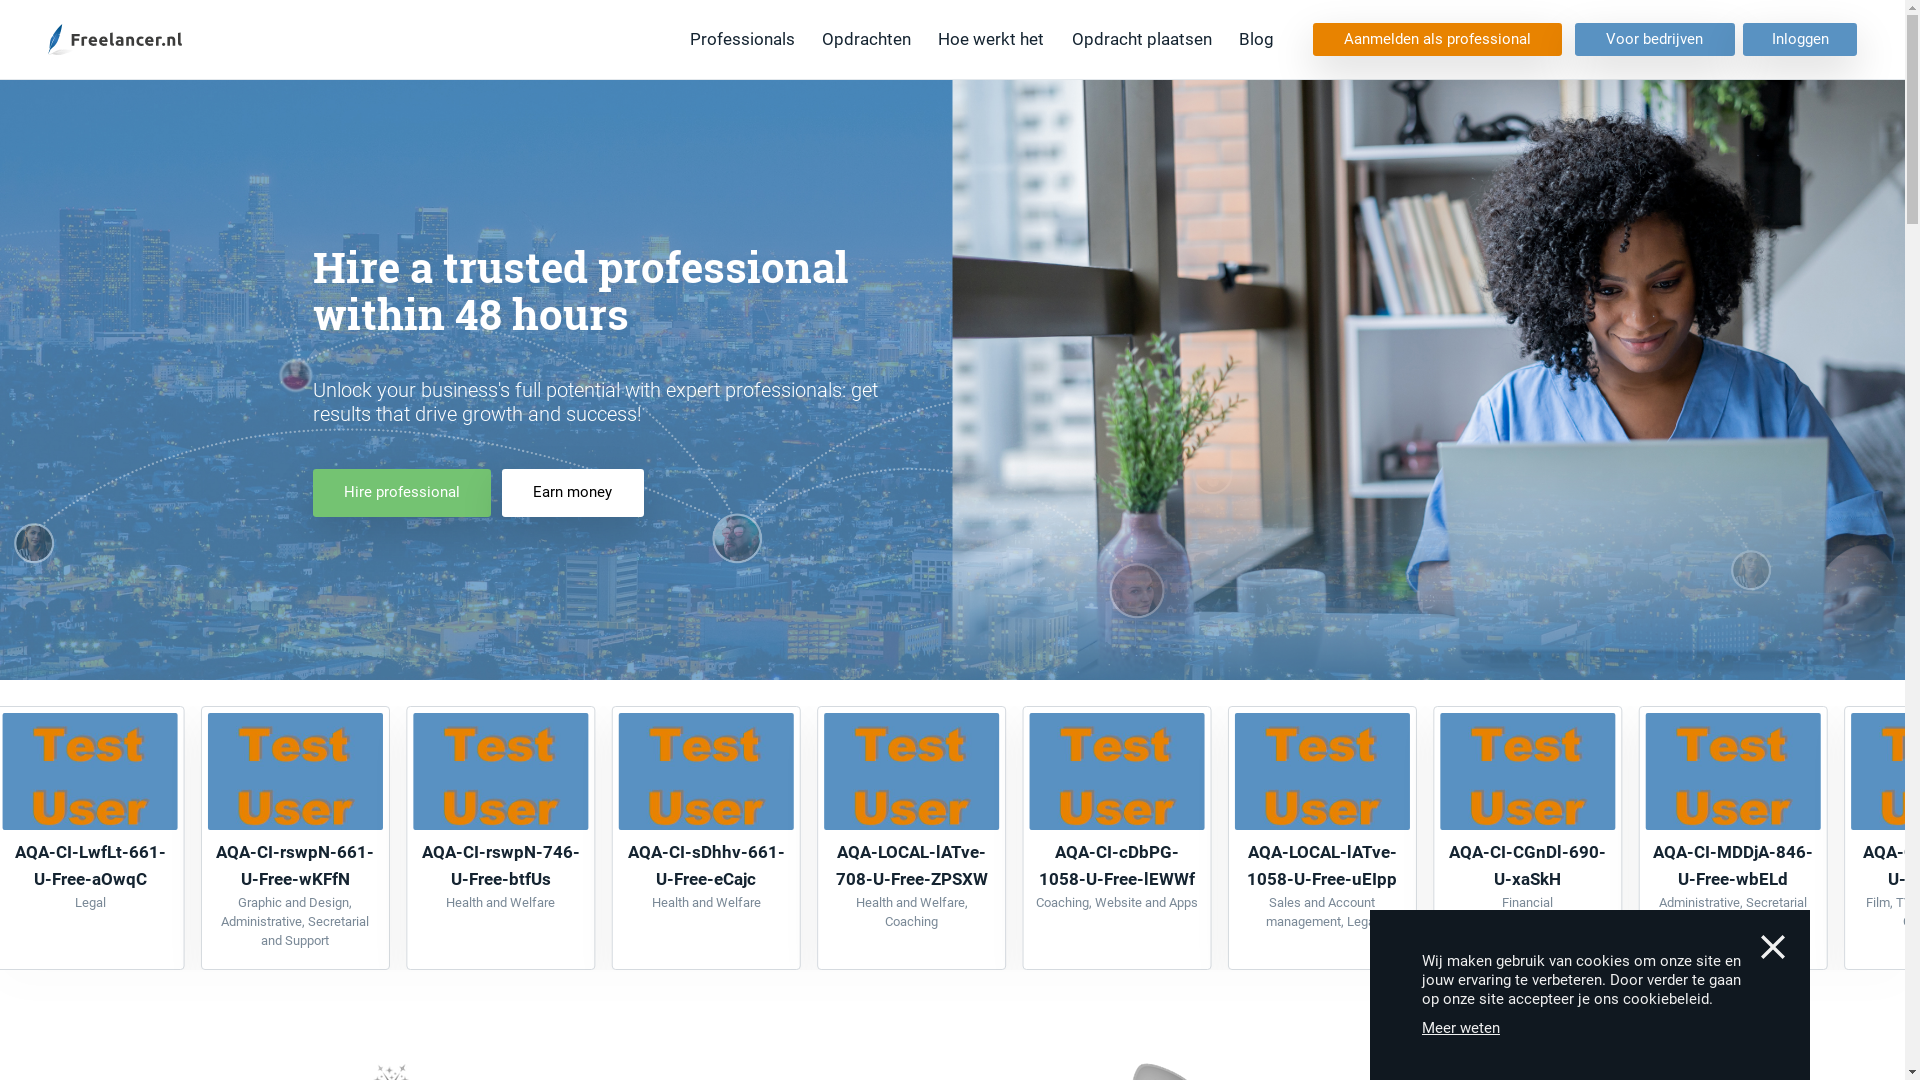 Freelancer.nl
Professionals
Opdrachten
Hoe werkt het
Opdracht plaatsen
Blog
Aanmelden als professional
Voor bedrijven
Inloggen
Hire a trusted professional
within 48 hours
Unlock your business's full potential with expert professionals: get
results that drive growth and success!
Hire professional
Earn money
Test
User
AQA-CI-LwfLt-661-
U-Free-aOwqC
Legal
Test
User
AQA-CI-rswpN-661-
U-Free-wKFfN
Graphic and Design,
Administrative, Secretarial
and Support
Test
User
AQA-CI-rswpN-746-
U-Free-btfUs
Health and Welfare
Test
User
AQA-CI-sDhhv-661-
U-Free-eCajc
Health and Welfare
Test
User
AQA-LOCAL-lATve-
708-U-Free-ZPSXW
Health and Welfare,
Coaching
Test
User
AQA-CI-cDbPG-
1058-U-Free-lEWWf
Coaching, Website and Apps
Test
User
AQA-LOCAL-lATve-
1058-U-Free-uEIpp
Sales and Account
management,
Test
User
AQA-CI-CGnDl-690-
U-xaSkH
Financial
Test
User
AQA-CI-MDDjA-846-
U-Free-wbELd
Administrative, Secretarial
Film,
Wij maken gebruik van cookies om onze site en
jouw ervaring te verbeteren. Door verder te gaan
op onze site accepteer je ons cookiebeleid.
Meer weten